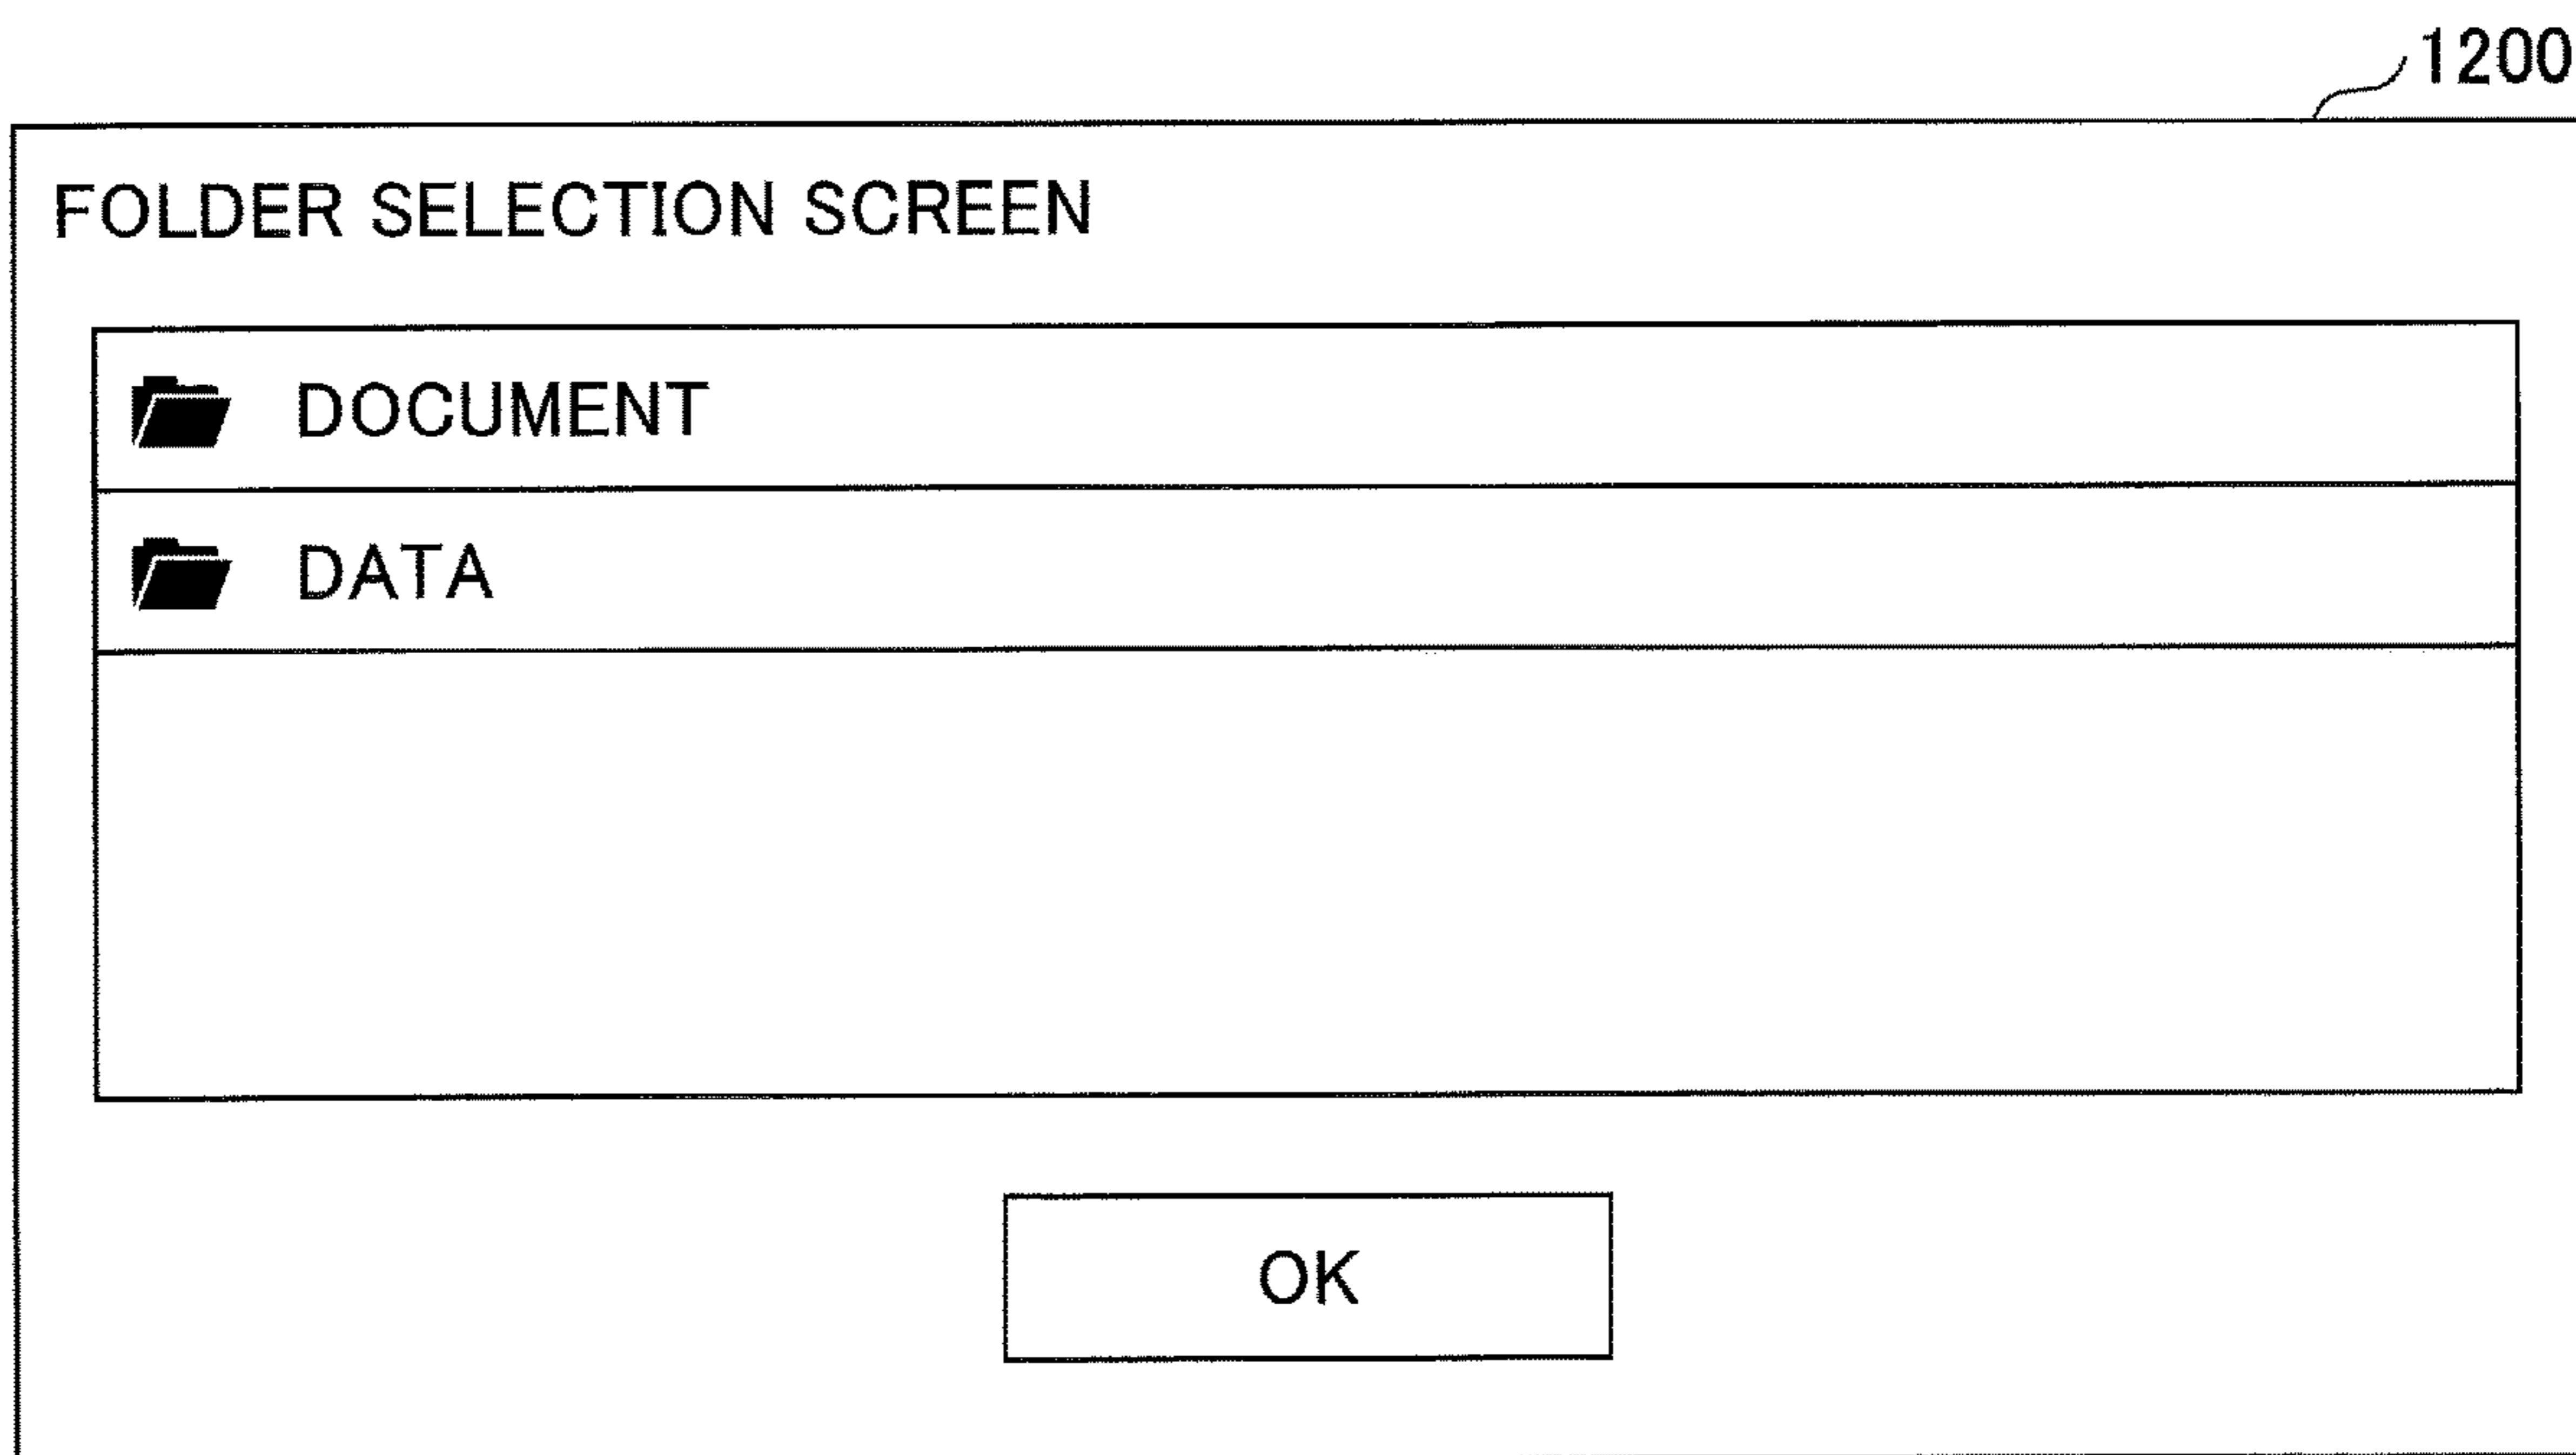 1200
FOLDER SELECTION SCREEN
DOCUMENT
DATA
OK